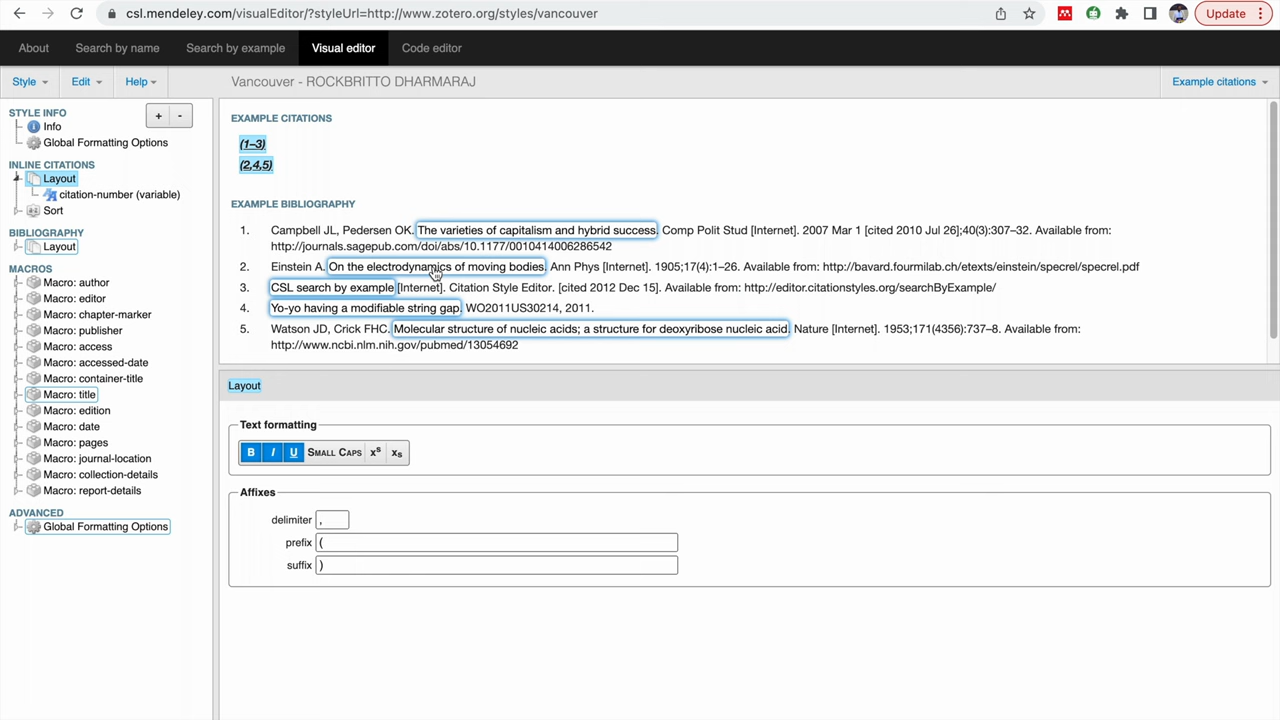 csl.mendeley.com/visualEditor/?styleUrl=http://www.zotero.org/styles/vancouver
Update
About Search by name Search by example Visual editor Code editor
Style Edit Help Vancouver - ROCKBRITTO DHARMARAJ Example citations
STYLE INFO
+ -
Info
Global Formatting Options
INLINE CITATIONS
Layout
citation-number (variable)
Sort
BIBLIOGRAPHY
Layout
MACROS
Macro: author
Macro: editor
Macro: chapter-marker
Macro: publisher
Macro: access
Macro: accessed-date
Macro: container-title
Macro: title
Macro: edition
Macro: date
Macro: pages
Macro: journal-location
Macro: collection-details
Macro: report-details
ADVANCED
Global Formatting Options
EXAMPLE CITATIONS
(1–3)
(2,4,5)
EXAMPLE BIBLIOGRAPHY
1. Campbell JL, Pedersen OK. The varieties of capitalism and hybrid success. Comp Polit Stud [Internet]. 2007 Mar 1 [cited 2010 Jul 26];40(3):307–32. Available from:
http://journals.sagepub.com/doi/abs/10.1177/0010414006286542
2. Einstein A. On the electrodynamics of moving bodies. Ann Phys [Internet]. 1905;17(4):1–26. Available from: http://bavard.fourmilab.ch/etexts/einstein/specrel/specrel.pdf
3. CSL search by example [Internet]. Citation Style Editor. [cited 2012 Dec 15]. Available from: http://editor.citationstyles.org/searchByExample/
4. Yo-yo having a modifiable string gap. WO2011US30214, 2011.
5. Watson JD, Crick FHC. Molecular structure of nucleic acids; a structure for deoxyribose nucleic acid. Nature [Internet]. 1953;171(4356):737–8. Available from:
http://www.ncbi.nlm.nih.gov/pubmed/13054692
Layout
Text formatting
B I U SMALL CAPS xs xs
Affixes
delimiter ,
prefix (
suffix )